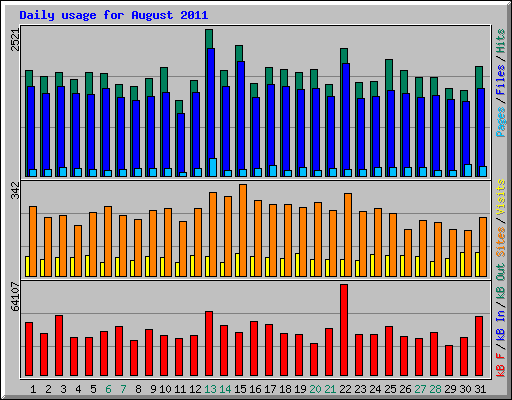 Daily usage for August 2011
2521
Pages / Files / Hits
342
Sites / Visits
64107
kB F / kB In / kB Out
1 2 3 4 5 6 7 8 9 10 11 12 13 14 15 16 17 18 19 20 21 22 23 24 25 26 27 28 29 30 31